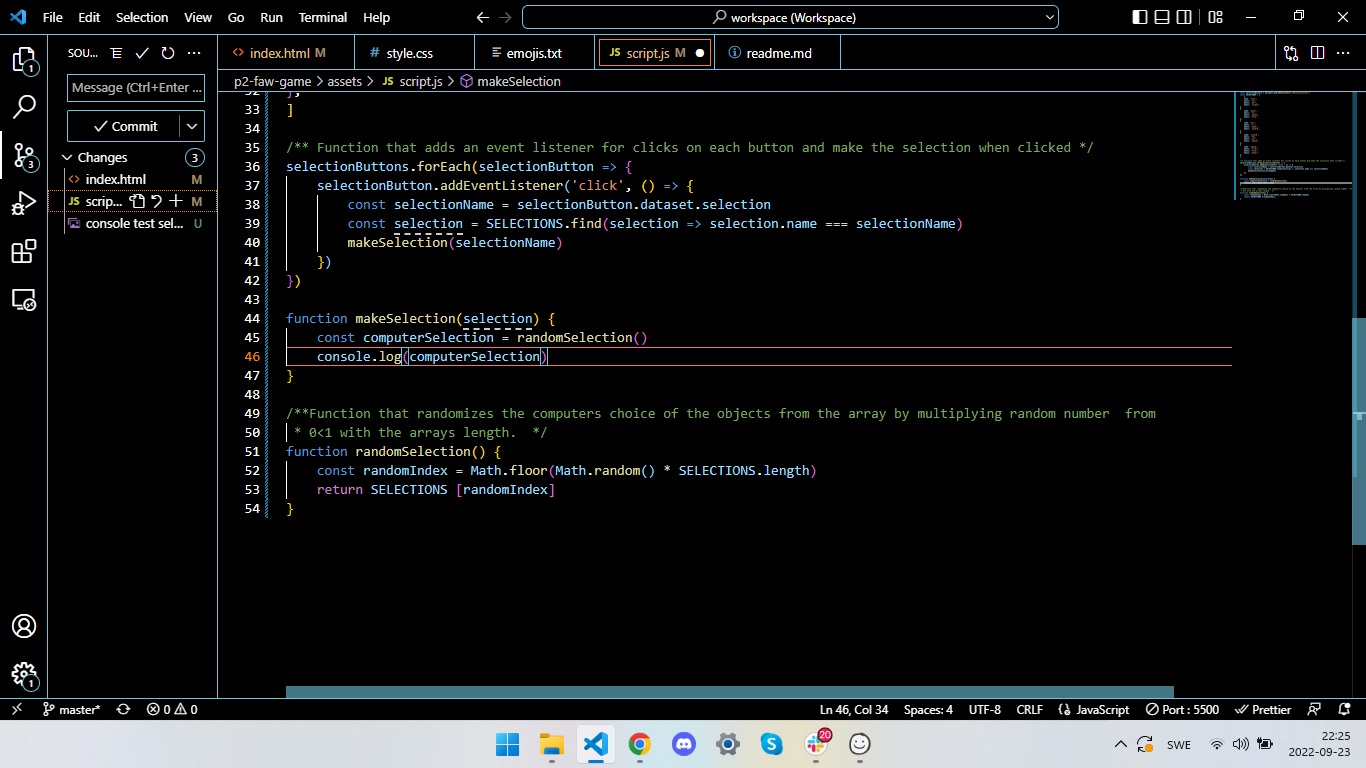 File Edit Selection View Go Run Terminal Help
workspace (Workspace)
SOU...
index.html M
style.css
emojis.txt
JS script.js M
readme.md
p2-faw-game > assets > JS script.js > makeSelection
Message (Ctrl+Enter ...
Commit
Changes 3
index.html M
JS scrip... M
console test sel... U
1
3
1
32 },
33 ]
34
35 /** Function that adds an event listener for clicks on each button and make the selection when clicked */
36 selectionButtons.forEach(selectionButton => {
37 selectionButton.addEventListener('click', () => {
38 const selectionName = selectionButton.dataset.selection
39 const selection = SELECTIONS.find(selection => selection.name === selectionName)
40 makeSelection(selectionName)
41 })
42 })
43
44 function makeSelection(selection) {
45 const computerSelection = randomSelection()
46 console.log(computerSelection)
47 }
48
49 /**Function that randomizes the computers choice of the objects from the array by multiplying random number  from
50 * 0<1 with the arrays length.  */
51 function randomSelection() {
52 const randomIndex = Math.floor(Math.random() * SELECTIONS.length)
53 return SELECTIONS [randomIndex]
54 }
master* 0 0 Ln 46, Col 34 Spaces: 4 UTF-8 CRLF JavaScript Port : 5500 Prettier
20
SWE
22:25
2022-09-23